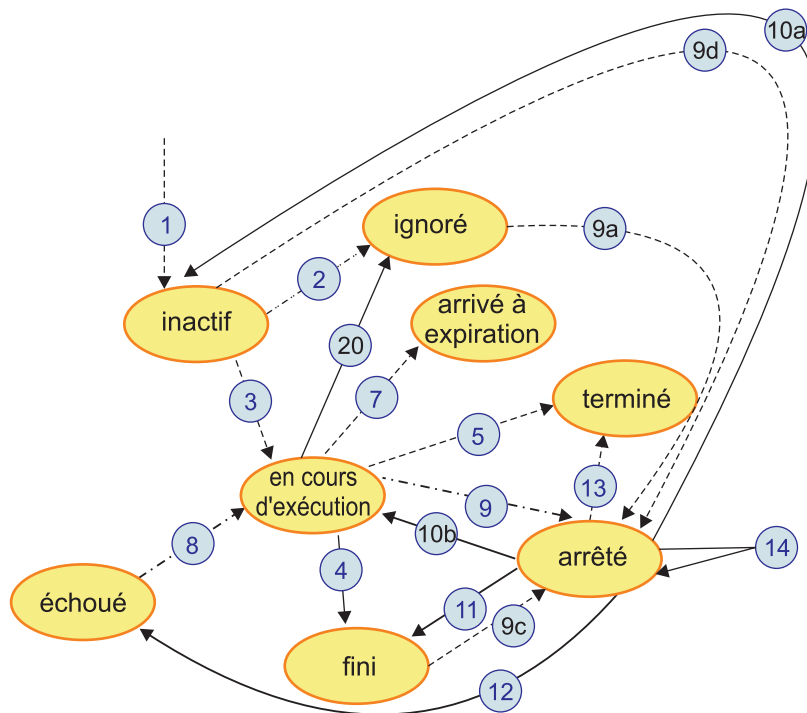 10a
9d
1
ignoré
9a
2
inactif
arrivé à
expiration
20
7
3
terminé
5
en cours
d'exécution
13
9
10b
8
14
4
arrêté
échoué
11
9c
fini
12